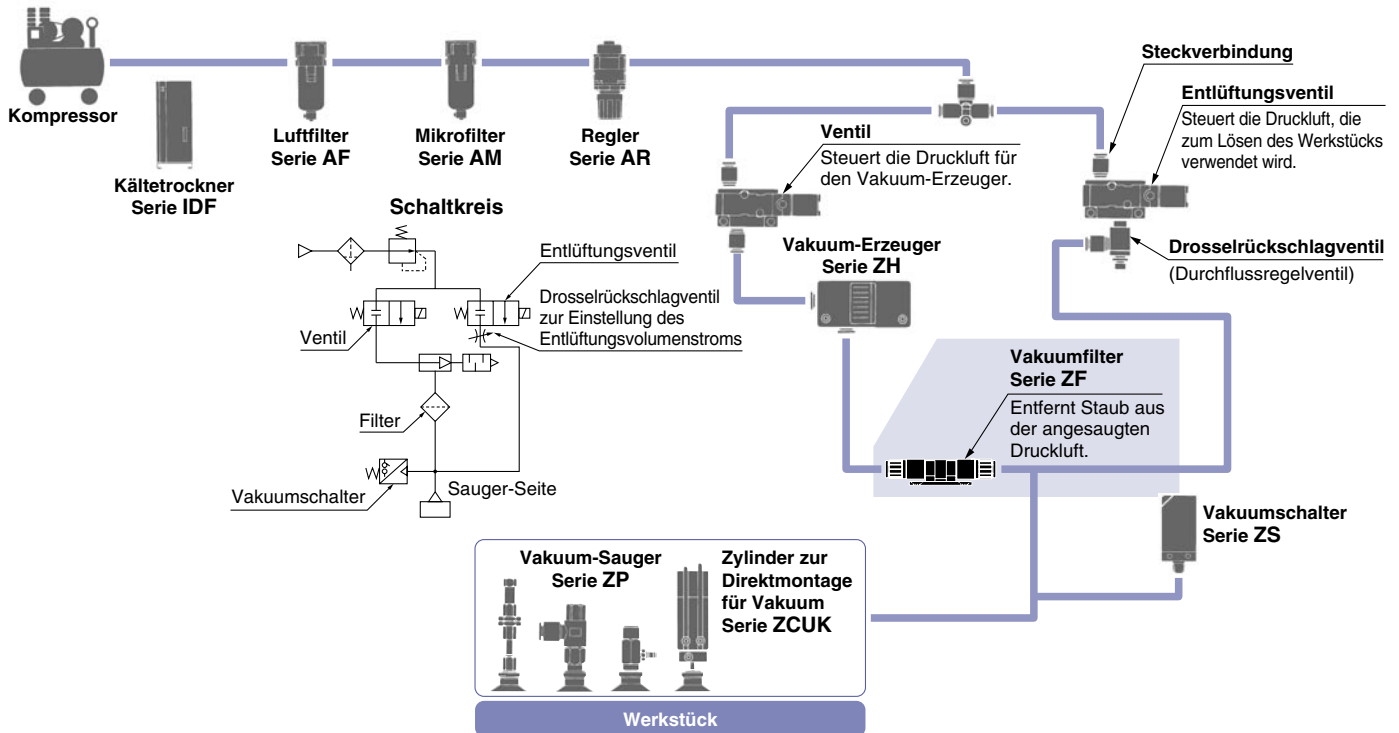 Kompressor
Kältetrockner
Serie IDF
Luftfilter
Serie AF
Mikrofilter
Serie AM
Regler
Serie AR
Ventil
Steuert die Druckluft für
den Vakuum-Erzeuger.
Steckverbindung
Entlüftungsventil
Steuert die Druckluft, die
zum Lösen des Werkstücks
verwendet wird.
Drosselrückschlagventil
(Durchflussregelventil)
Vakuum-Erzeuger
Serie ZH
Schaltkreis
Entlüftungsventil
Drosselrückschlagventil
zur Einstellung des
Entlüftungsvolumenstroms
Ventil
Filter
Vakuumschalter
Sauger-Seite
Vakuumfilter
Serie ZF
Entfernt Staub aus
der angesaugten
Druckluft.
Vakuumschalter
Serie ZS
Vakuum-Sauger
Serie ZP
Zylinder zur
Direktmontage
für Vakuum
Serie ZCUK
Werkstück